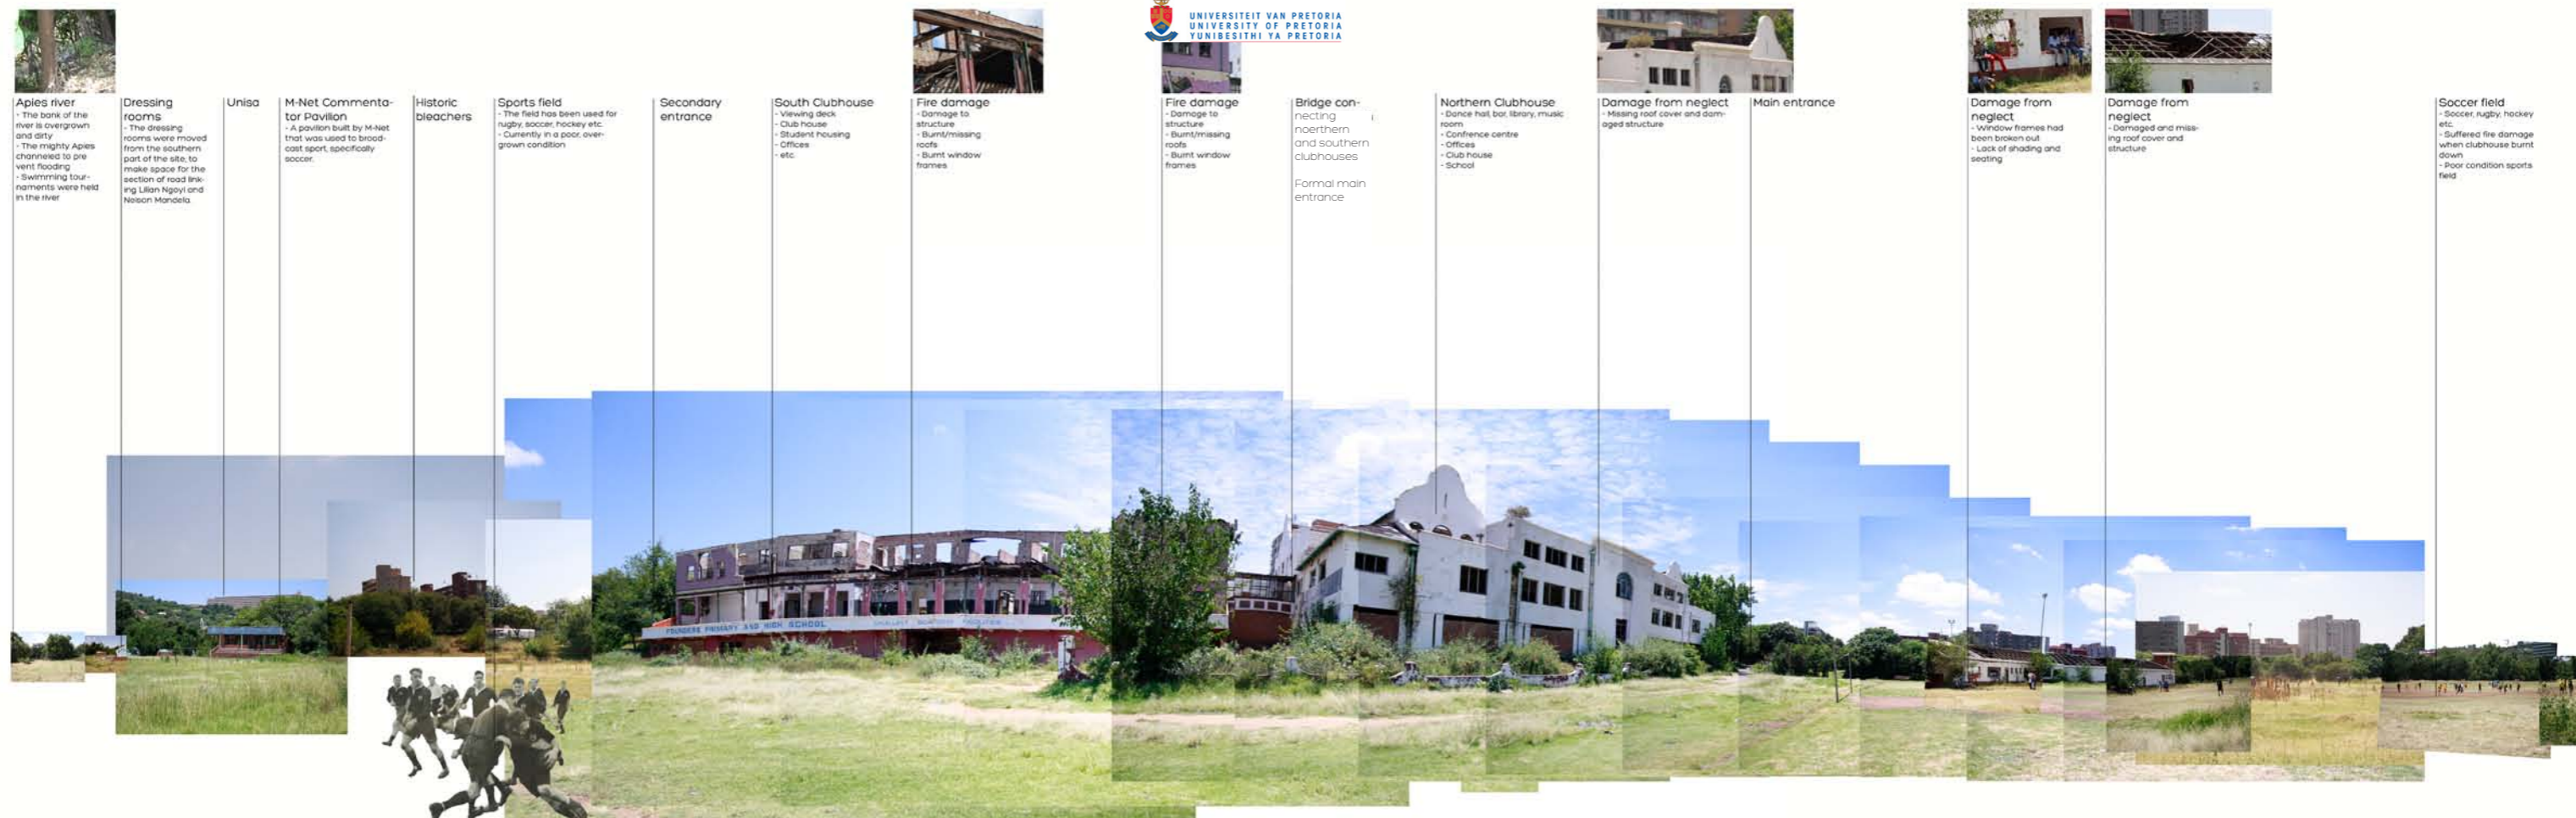 UNIVERSITEIT VAN PRETORIA
UNIVERSITY OF PRETORIA
YUNIBESITHI YA PRETORIA
Apies river
- The bank of the
river is overgrown
and dirty
- The mighty Apies
channeled to pre
vent flooding
- Swimming tour-
naments were held
in the river
Dressing
rooms
- The dressing
rooms were moved
from the southern
part of the site, to
make space for the
section of road link-
ing Lilian Ngoyi and
Nelson Mandela
Unisa
M-Net Commenta-
tor Pavilion
- A pavilion built by M-Net
that was used to broad-
cast sport, specifically
soccer.
Historic
bleachers
Sports field
- The field has been used for
rugby, soccer, hockey etc.
- Currently in a poor, over-
grown condition
Secondary
entrance
South Clubhouse
- Viewing deck
- Club house
- Student housing
- Offices
- etc.
Fire damage
- Damage to
structure
- Burnt/missing
roofs
- Burnt window
frames
Fire damage
- Damage to
structure
- Burnt/missing
roofs
- Burnt window
frames
Bridge con-
necting
noerthern
and southern
clubhouses
Formal main
entrance
Northern Clubhouse
- Dance hall, bar, library, music
room
- Confrence centre
- Offices
- Club house
- School
Damage from neglect
- Missing roof cover and dam-
aged structure
Main entrance
Damage from
neglect
- Window frames had
been broken out
- Lack of shading and
seating
Damage from
neglect
- Damaged and miss-
ing roof cover and
structure
Soccer field
- Soccer, rugby, hockey
etc.
- Suffered fire damage
when clubhouse burnt
down
- Poor condition sports
field
FOUNDERS PRIMARY AND HIGH SCHOOL